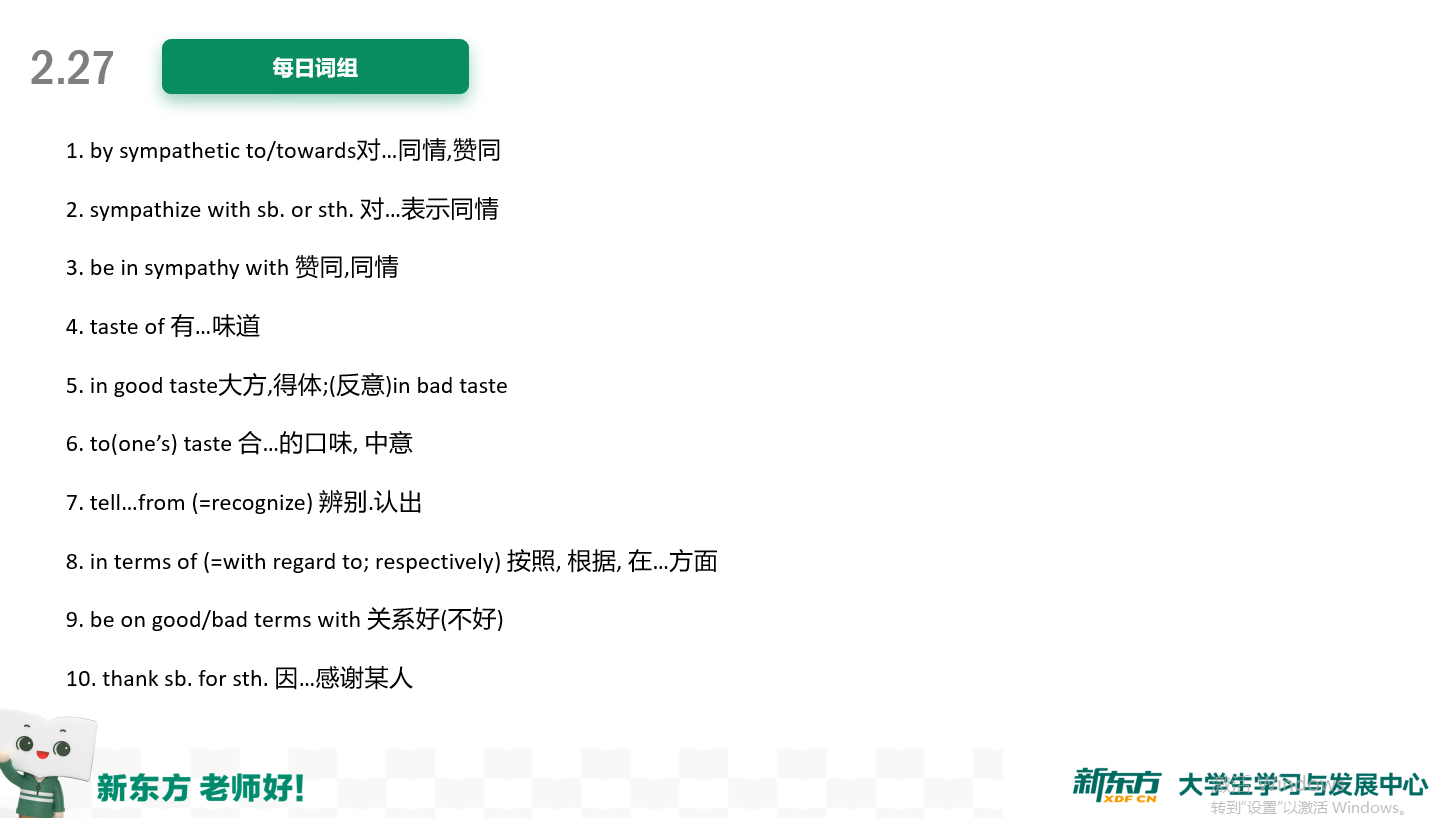 2.27
每日词组
1. by sympathetic to/towards对…同情,赞同
2. sympathize with sb. or sth. 对…表示同情
3. be in sympathy with 赞同,同情
4. taste of 有…味道
5. in good taste大方,得体;(反意)in bad taste
6. to(one’s) taste 合…的口味, 中意
7. tell…from (=recognize) 辨别.认出
8. in terms of (=with regard to; respectively) 按照, 根据, 在…方面
9. be on good/bad terms with 关系好(不好)
10. thank sb. for sth. 因…感谢某人
新东方 老师好!
新东方 XDF.CN 大学生学习与发展中心
激活 Windows
转到“设置”以激活 Windows。